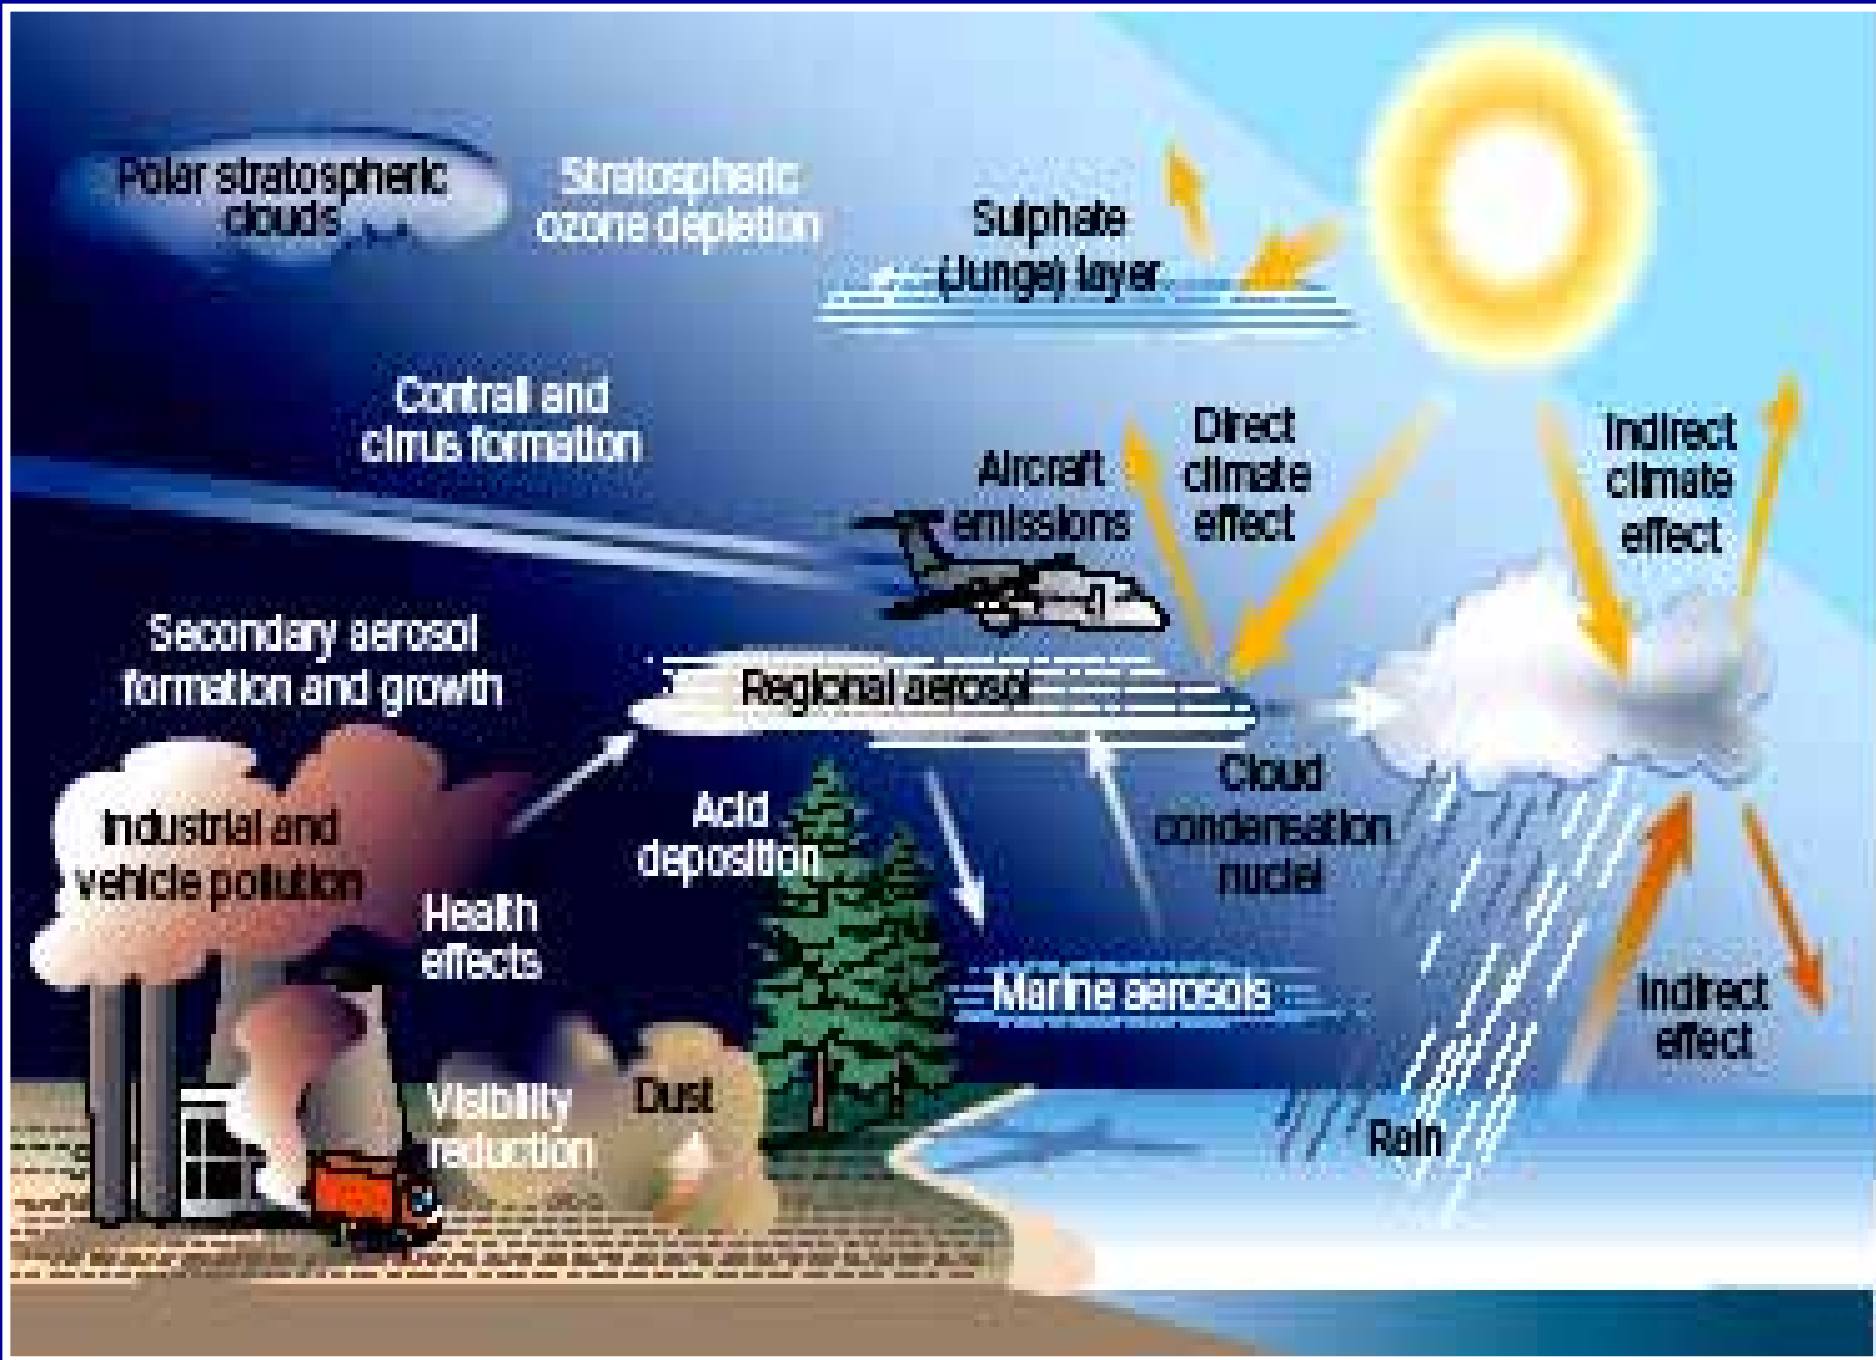 Polar stratospheric
clouds
Stratospheric
ozone depletion
Sulphate
(Junge) layer
Contrail and
cirrus formation
Aircraft
emissions
Direct
climate
effect
Indirect
climate
effect
Secondary aerosol
formation and growth
Regional aerosol
Industrial and
vehicle pollution
Acid
deposition
Cloud
condensation
nuclei
Health
effects
Marine aerosols
Indirect
effect
Visibility
reduction
Dust
Rain